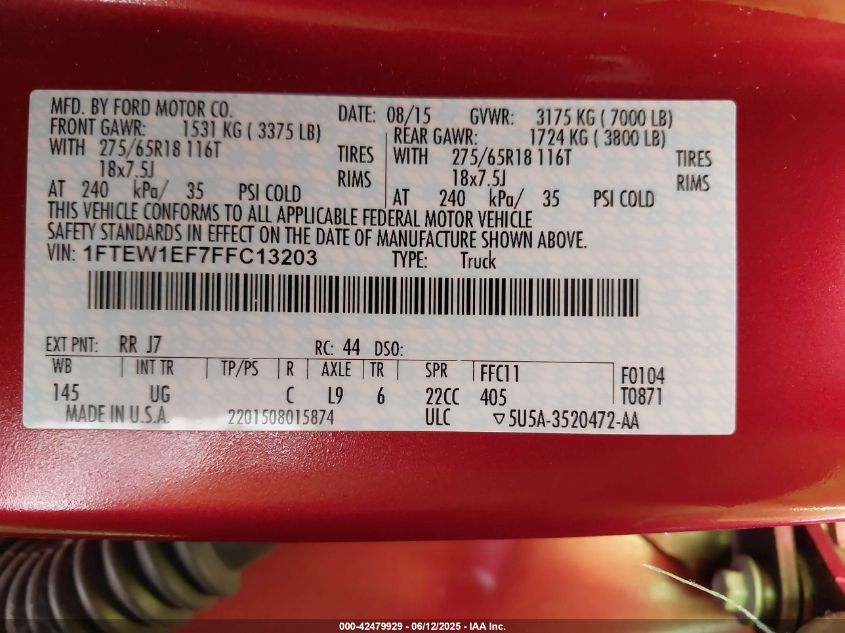 MFD. BY FORD MOTOR CO. DATE: 08/15 GVWR: 3175 KG ( 7000 LB)
FRONT GAWR: 1531 KG ( 3375 LB) REAR GAWR: 1724 KG ( 3800 LB)
WITH 275/65R18 116T TIRES WITH 275/65R18 116T TIRES
18x7.5J RIMS 18x7.5J RIMS
AT 240 kPa/ 35 PSI COLD AT 240 kPa/ 35 PSI COLD
THIS VEHICLE CONFORMS TO ALL APPLICABLE FEDERAL MOTOR VEHICLE
SAFETY STANDARDS IN EFFECT ON THE DATE OF MANUFACTURE SHOWN ABOVE.
VIN: 1FTEW1EF7FFC13203 TYPE: Truck
EXT PNT: RR J7 RC: 44 DSO:
WB INT TR TP/PS R AXLE TR SPR FFC11 F0104
145 UG C L9 6 22CC 405 T0871
MADE IN U.S.A. 2201508015874 ULC ▽5U5A-3520472-AA
000-42479929 - 06/12/2025 - IAA Inc.